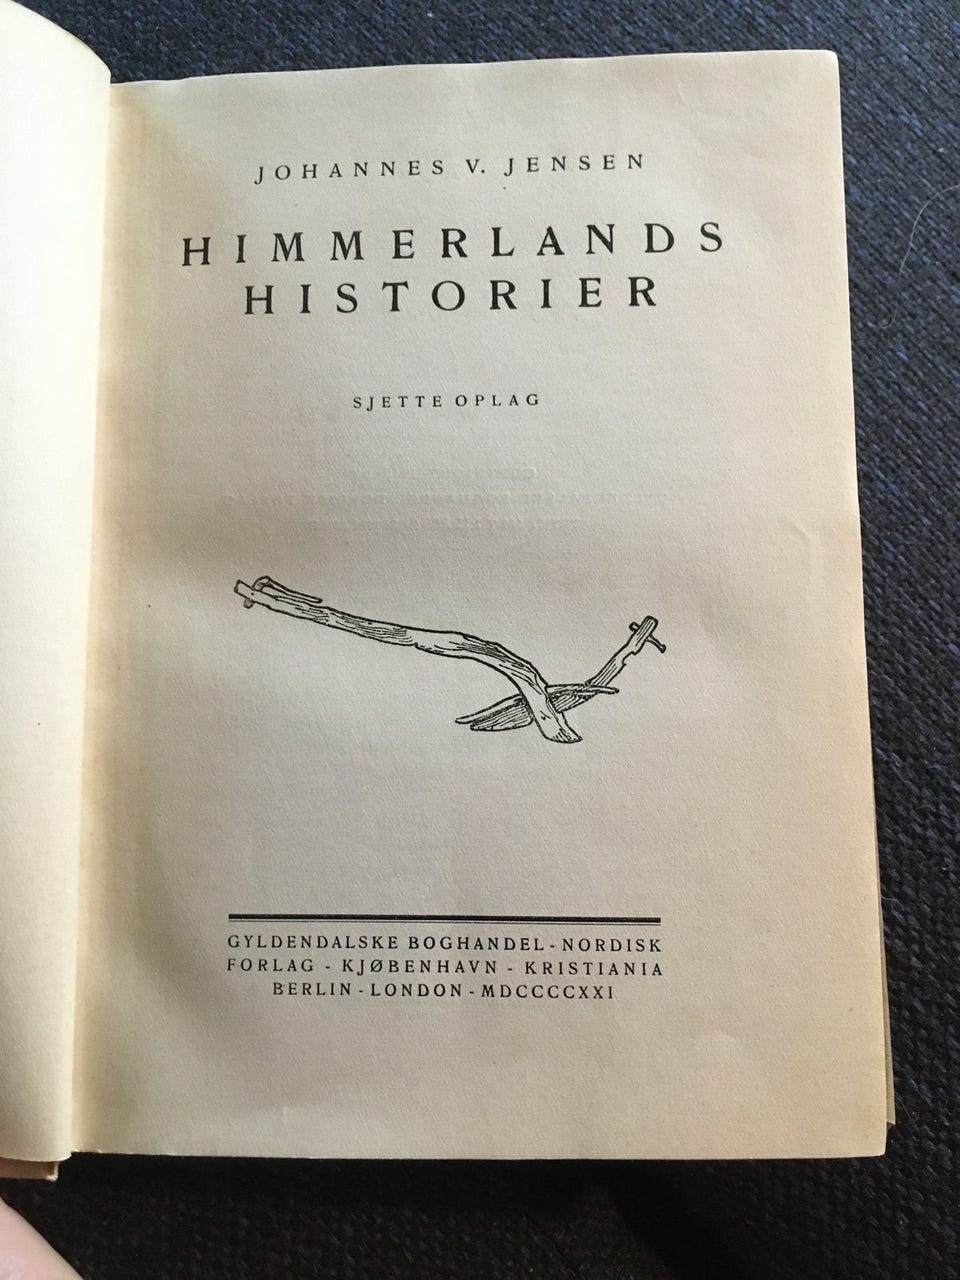 JOHANNES V. JENSEN
HIMMERLANDS
HISTORIER
SJETTE OPLAG
GYLDENDALSKE BOGHANDEL - NORDISK
FORLAG - KJØBENHAVN - KRISTIANIA
BERLIN - LONDON - MDCCCCXXI